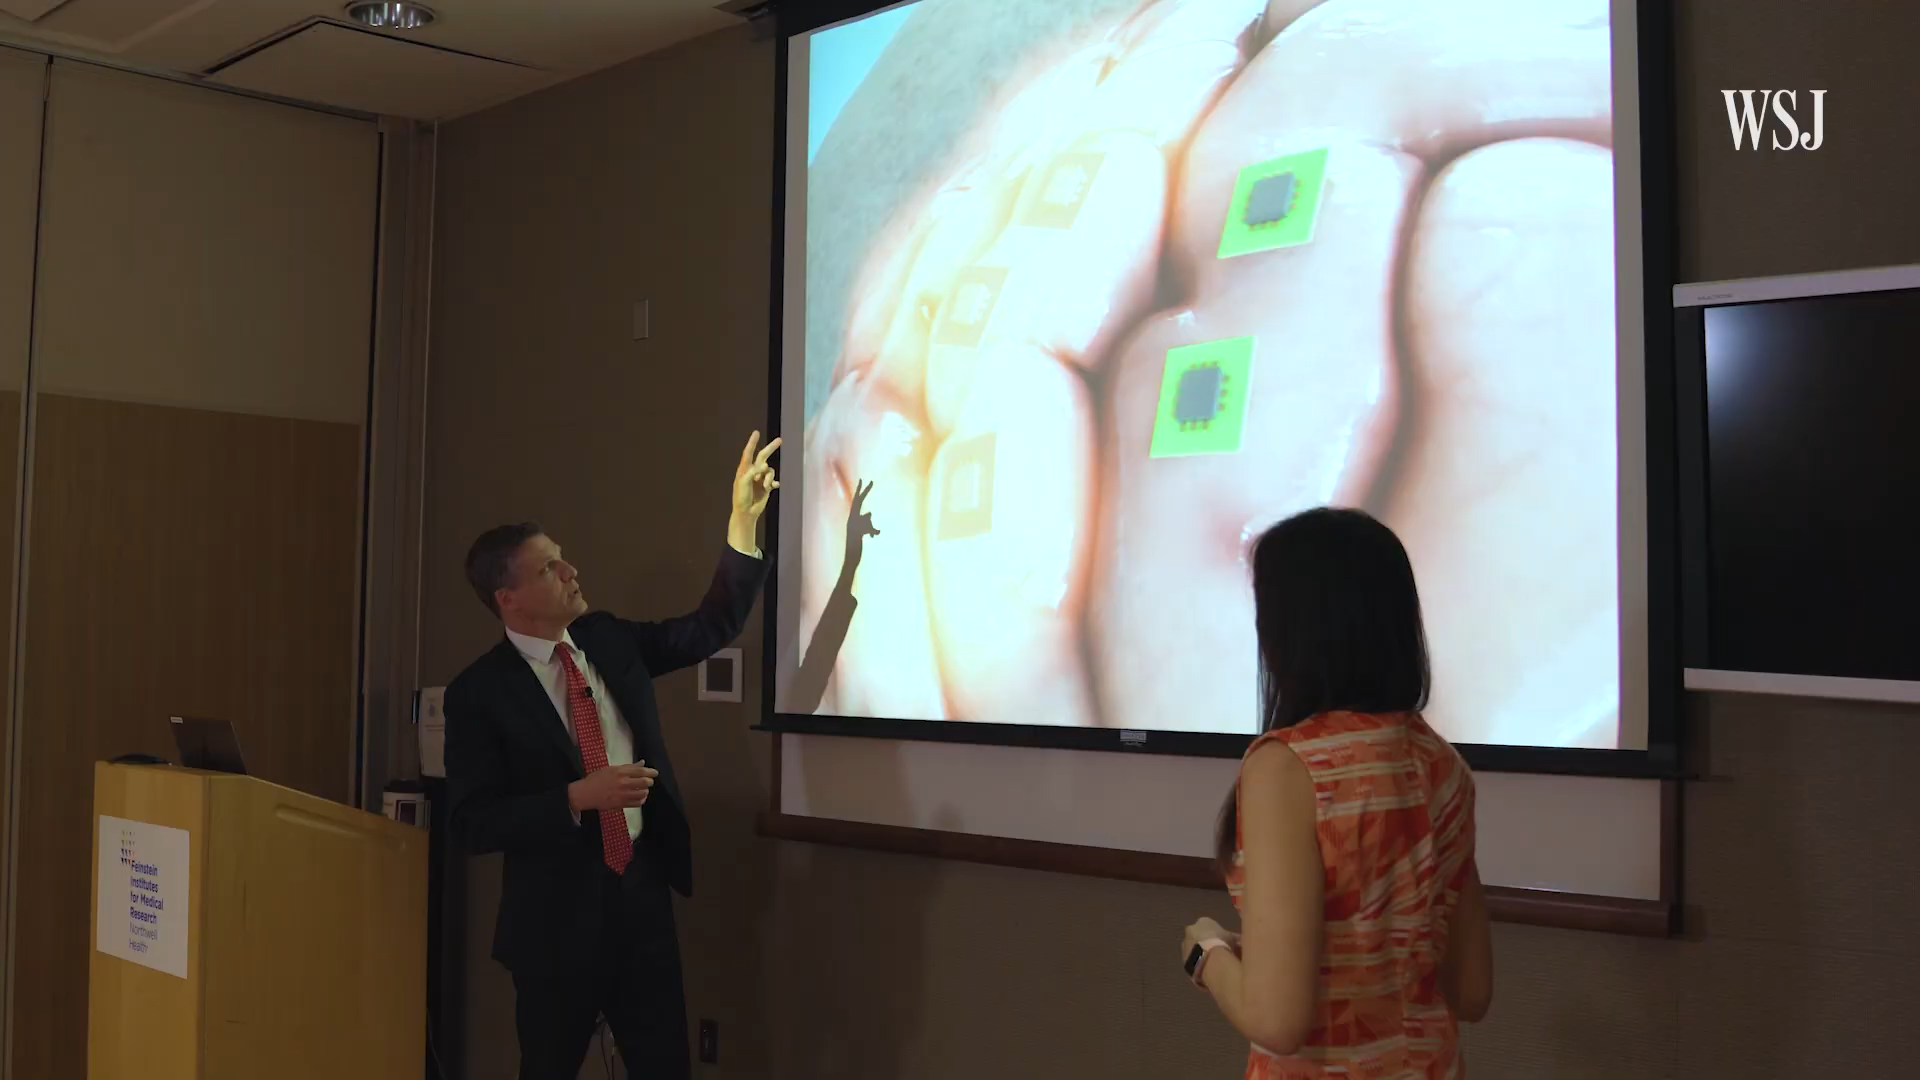 WSJ
Feinstein
Institutes
for Medical
Research
Northwell
Health